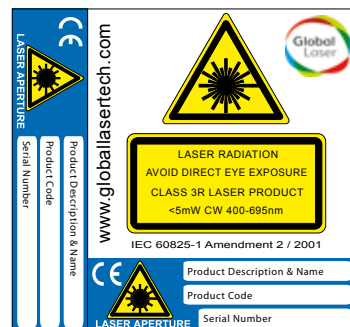 LASER APERTURE
CE
Product Description & Name
Product Code
Serial Number
www.globallasertech.com
Global
Laser
LASER RADIATION
AVOID DIRECT EYE EXPOSURE
CLASS 3R LASER PRODUCT
<5mW CW 400-695nm
IEC 60825-1 Amendment 2 / 2001
CE
LASER APERTURE
Product Description & Name
Product Code
Serial Number